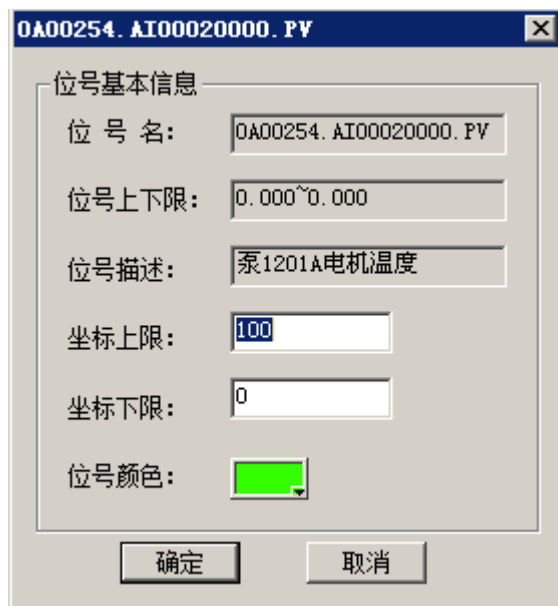 0A00254.AI00020000.PV
位号基本信息
位 号 名： 0A00254.AI00020000.PV
位号上下限： 0.000~0.000
位号描述： 泵1201A电机温度
坐标上限： 100
坐标下限： 0
位号颜色：
确定 取消